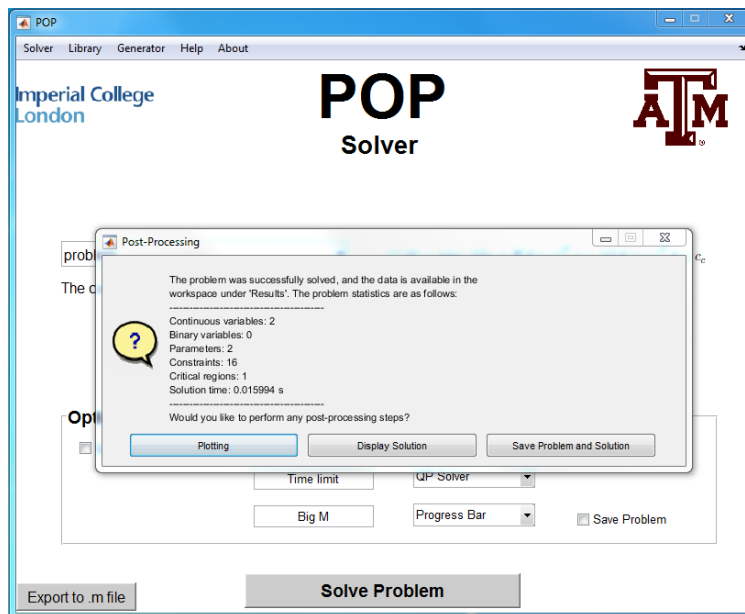 POP
Solver Library Generator Help About
Imperial College
London
POP
Solver
ATM
®
Post-Processing
probl
c_c
The c
The problem was successfully solved, and the data is available in the
workspace under 'Results'. The problem statistics are as follows:
--------------------------------------------
Continuous variables: 2
Binary variables: 0
Parameters: 2
Constraints: 16
Critical regions: 1
Solution time: 0.015994 s
--------------------------------------------
Would you like to perform any post-processing steps?
?
Opt
Plotting Display Solution Save Problem and Solution
Time limit QP Solver
Big M Progress Bar Save Problem
Export to .m file Solve Problem